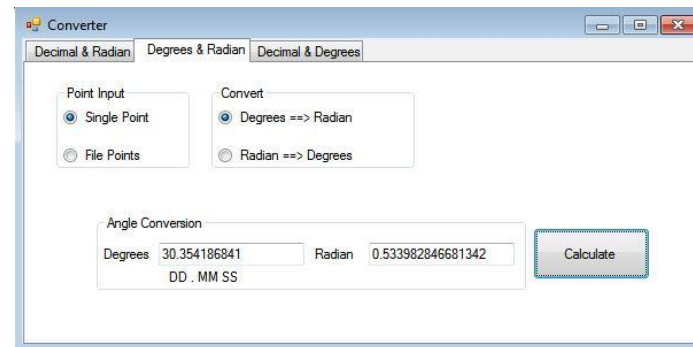 Converter
Decimal & Radian
Degrees & Radian
Decimal & Degrees
Point Input
Single Point
File Points
Convert
Degrees ==> Radian
Radian ==> Degrees
Angle Conversion
Degrees 30.354186841 Radian 0.533982846681342
DD . MM SS
Calculate